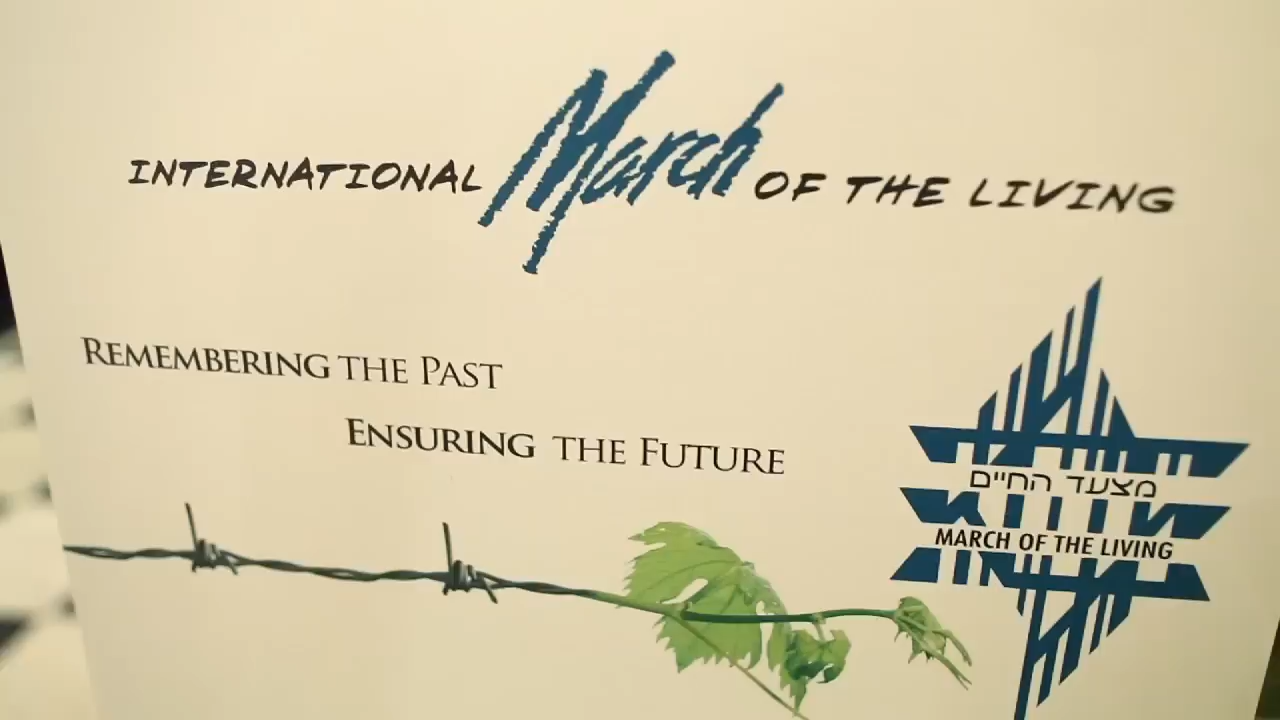 INTERNATIONAL March OF THE LIVING
REMEMBERING THE PAST
ENSURING THE FUTURE
מצעד החיים
MARCH OF THE LIVING